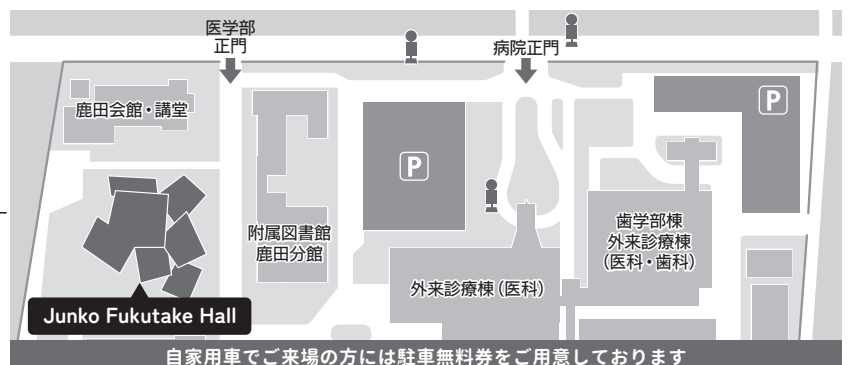 医学部
正門
病院正門
鹿田会館・講堂
P
P
附属図書館
鹿田分館
歯学部棟
外来診療棟
(医科・歯科)
外来診療棟(医科)
Junko Fukutake Hall
自家用車でご来場の方には駐車無料券をご用意しております